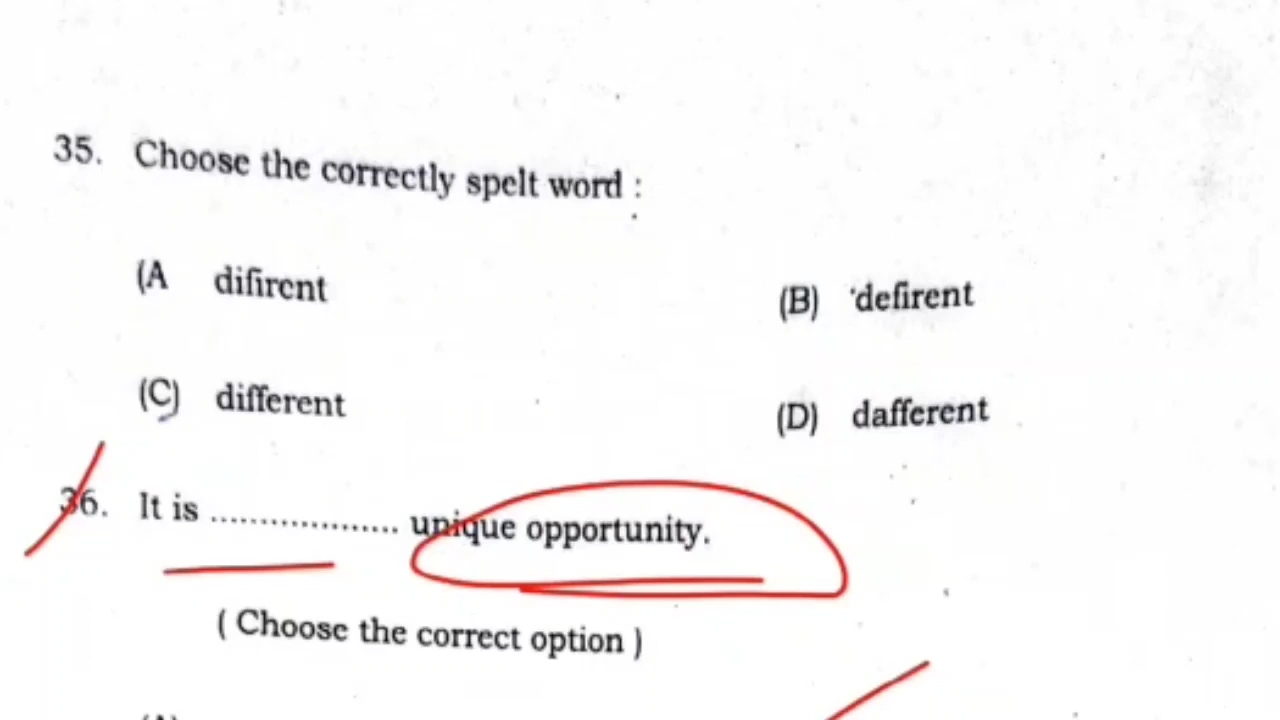 35. Choose the correctly spelt word :
(A difirent
(B) defirent
(C) different
(D) dafferent
36. It is ................... unique opportunity.
( Choose the correct option )
(A)